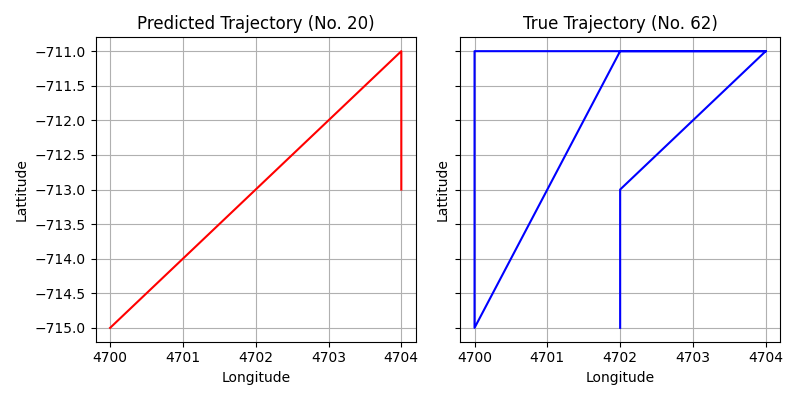 Predicted Trajectory (No. 20)
True Trajectory (No. 62)
Lattitude
−711.0
−711.5
−712.0
−712.5
−713.0
−713.5
−714.0
−714.5
−715.0
4700 4701 4702 4703 4704
Longitude
Lattitude
4700 4701 4702 4703 4704
Longitude